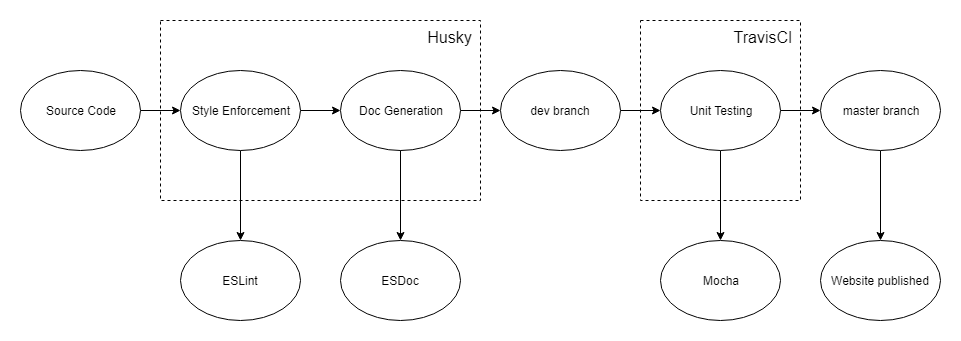 Husky
TravisCI
Source Code
Style Enforcement
Doc Generation
dev branch
Unit Testing
master branch
ESLint
ESDoc
Mocha
Website published